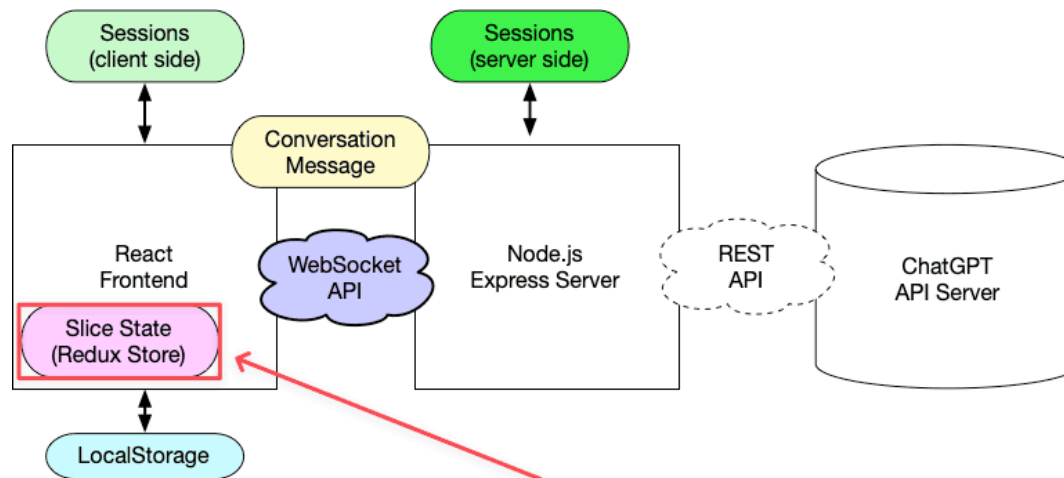 Sessions
(client side)
Sessions
(server side)
Conversation
Message
React
Frontend
WebSocket
API
Node.js
Express Server
REST
API
ChatGPT
API Server
Slice State
(Redux Store)
LocalStorage